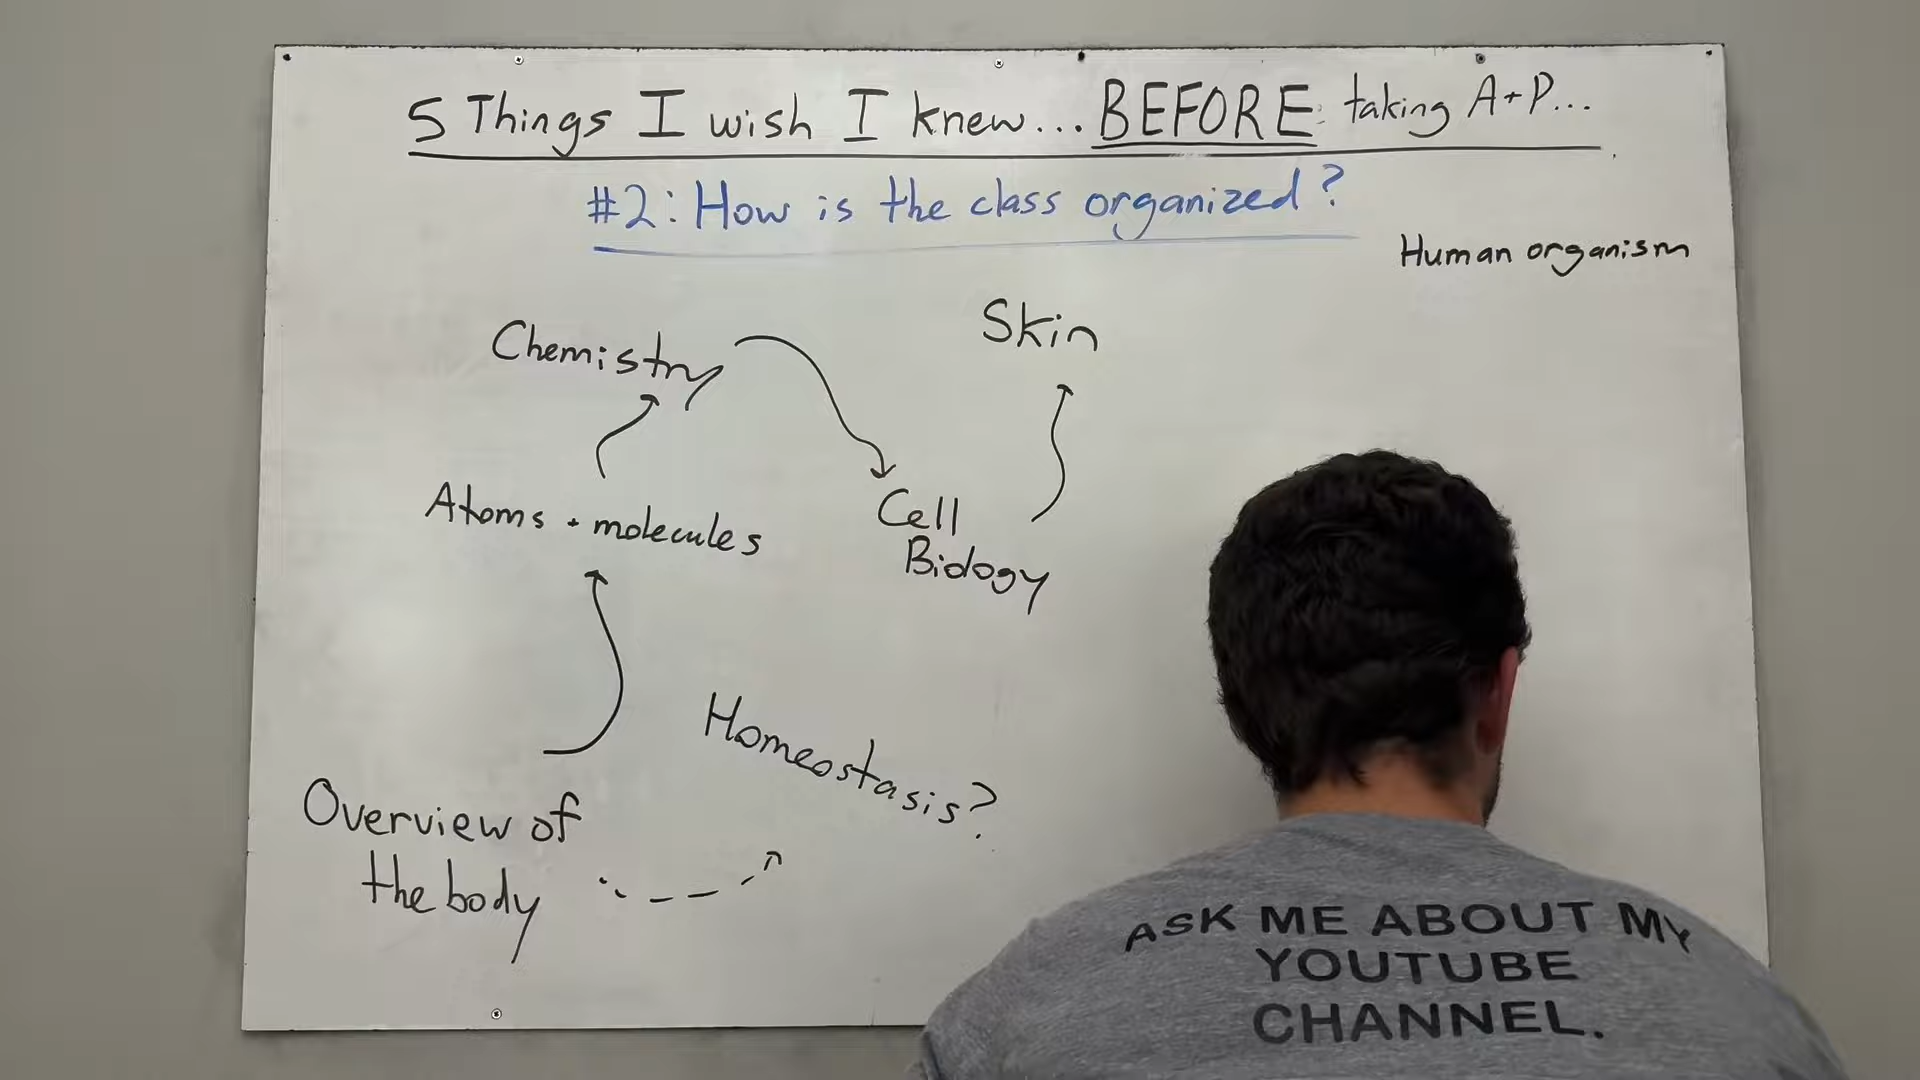 5 Things I wish I knew... BEFORE taking A+P...
#2: How is the class organized?
Human organism
Chemistry
Skin
Atoms + molecules
Cell
Biology
Homeostasis?
Overview of
the body
ASK ME ABOUT MY
YOUTUBE
CHANNEL.